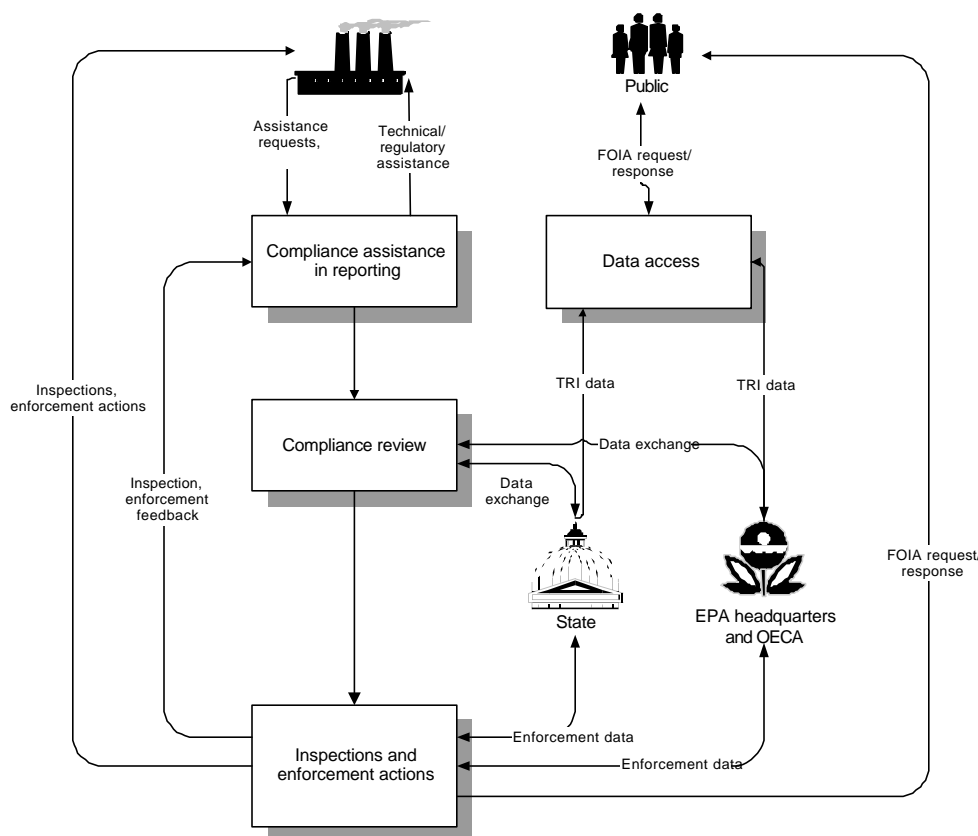 Public
Assistance
requests,
Technical/
regulatory
assistance
FOIA request/
response
Compliance assistance
in reporting
Data access
Inspections,
enforcement actions
TRI data
TRI data
Compliance review
Data exchange
Data
exchange
Inspection,
enforcement
feedback
FOIA request/
response
State
EPA headquarters
and OECA
Enforcement data
Enforcement data
Inspections and
enforcement actions